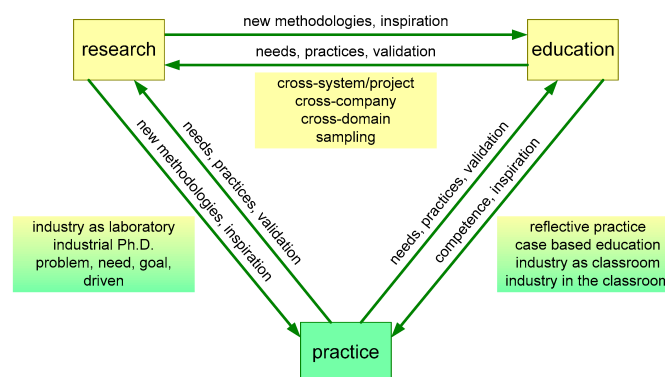 new methodologies, inspiration
research
education
needs, practices, validation
cross-system/project
cross-company
cross-domain
sampling
new methodologies, inspiration
needs, practices, validation
needs, practices, validation
competence, inspiration
industry as laboratory
industrial Ph.D.
problem, need, goal,
driven
reflective practice
case based education
industry as classroom
industry in the classroom
practice